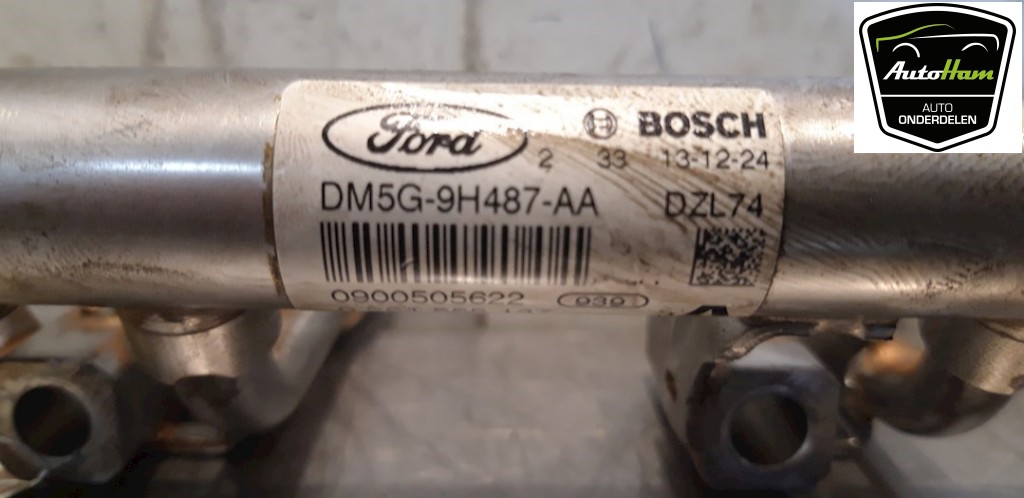 Ford
BOSCH
2 33 13-12-24
DM5G-9H487-AA DZL74
0900505622 939
AutoHam
AUTO
ONDERDELEN